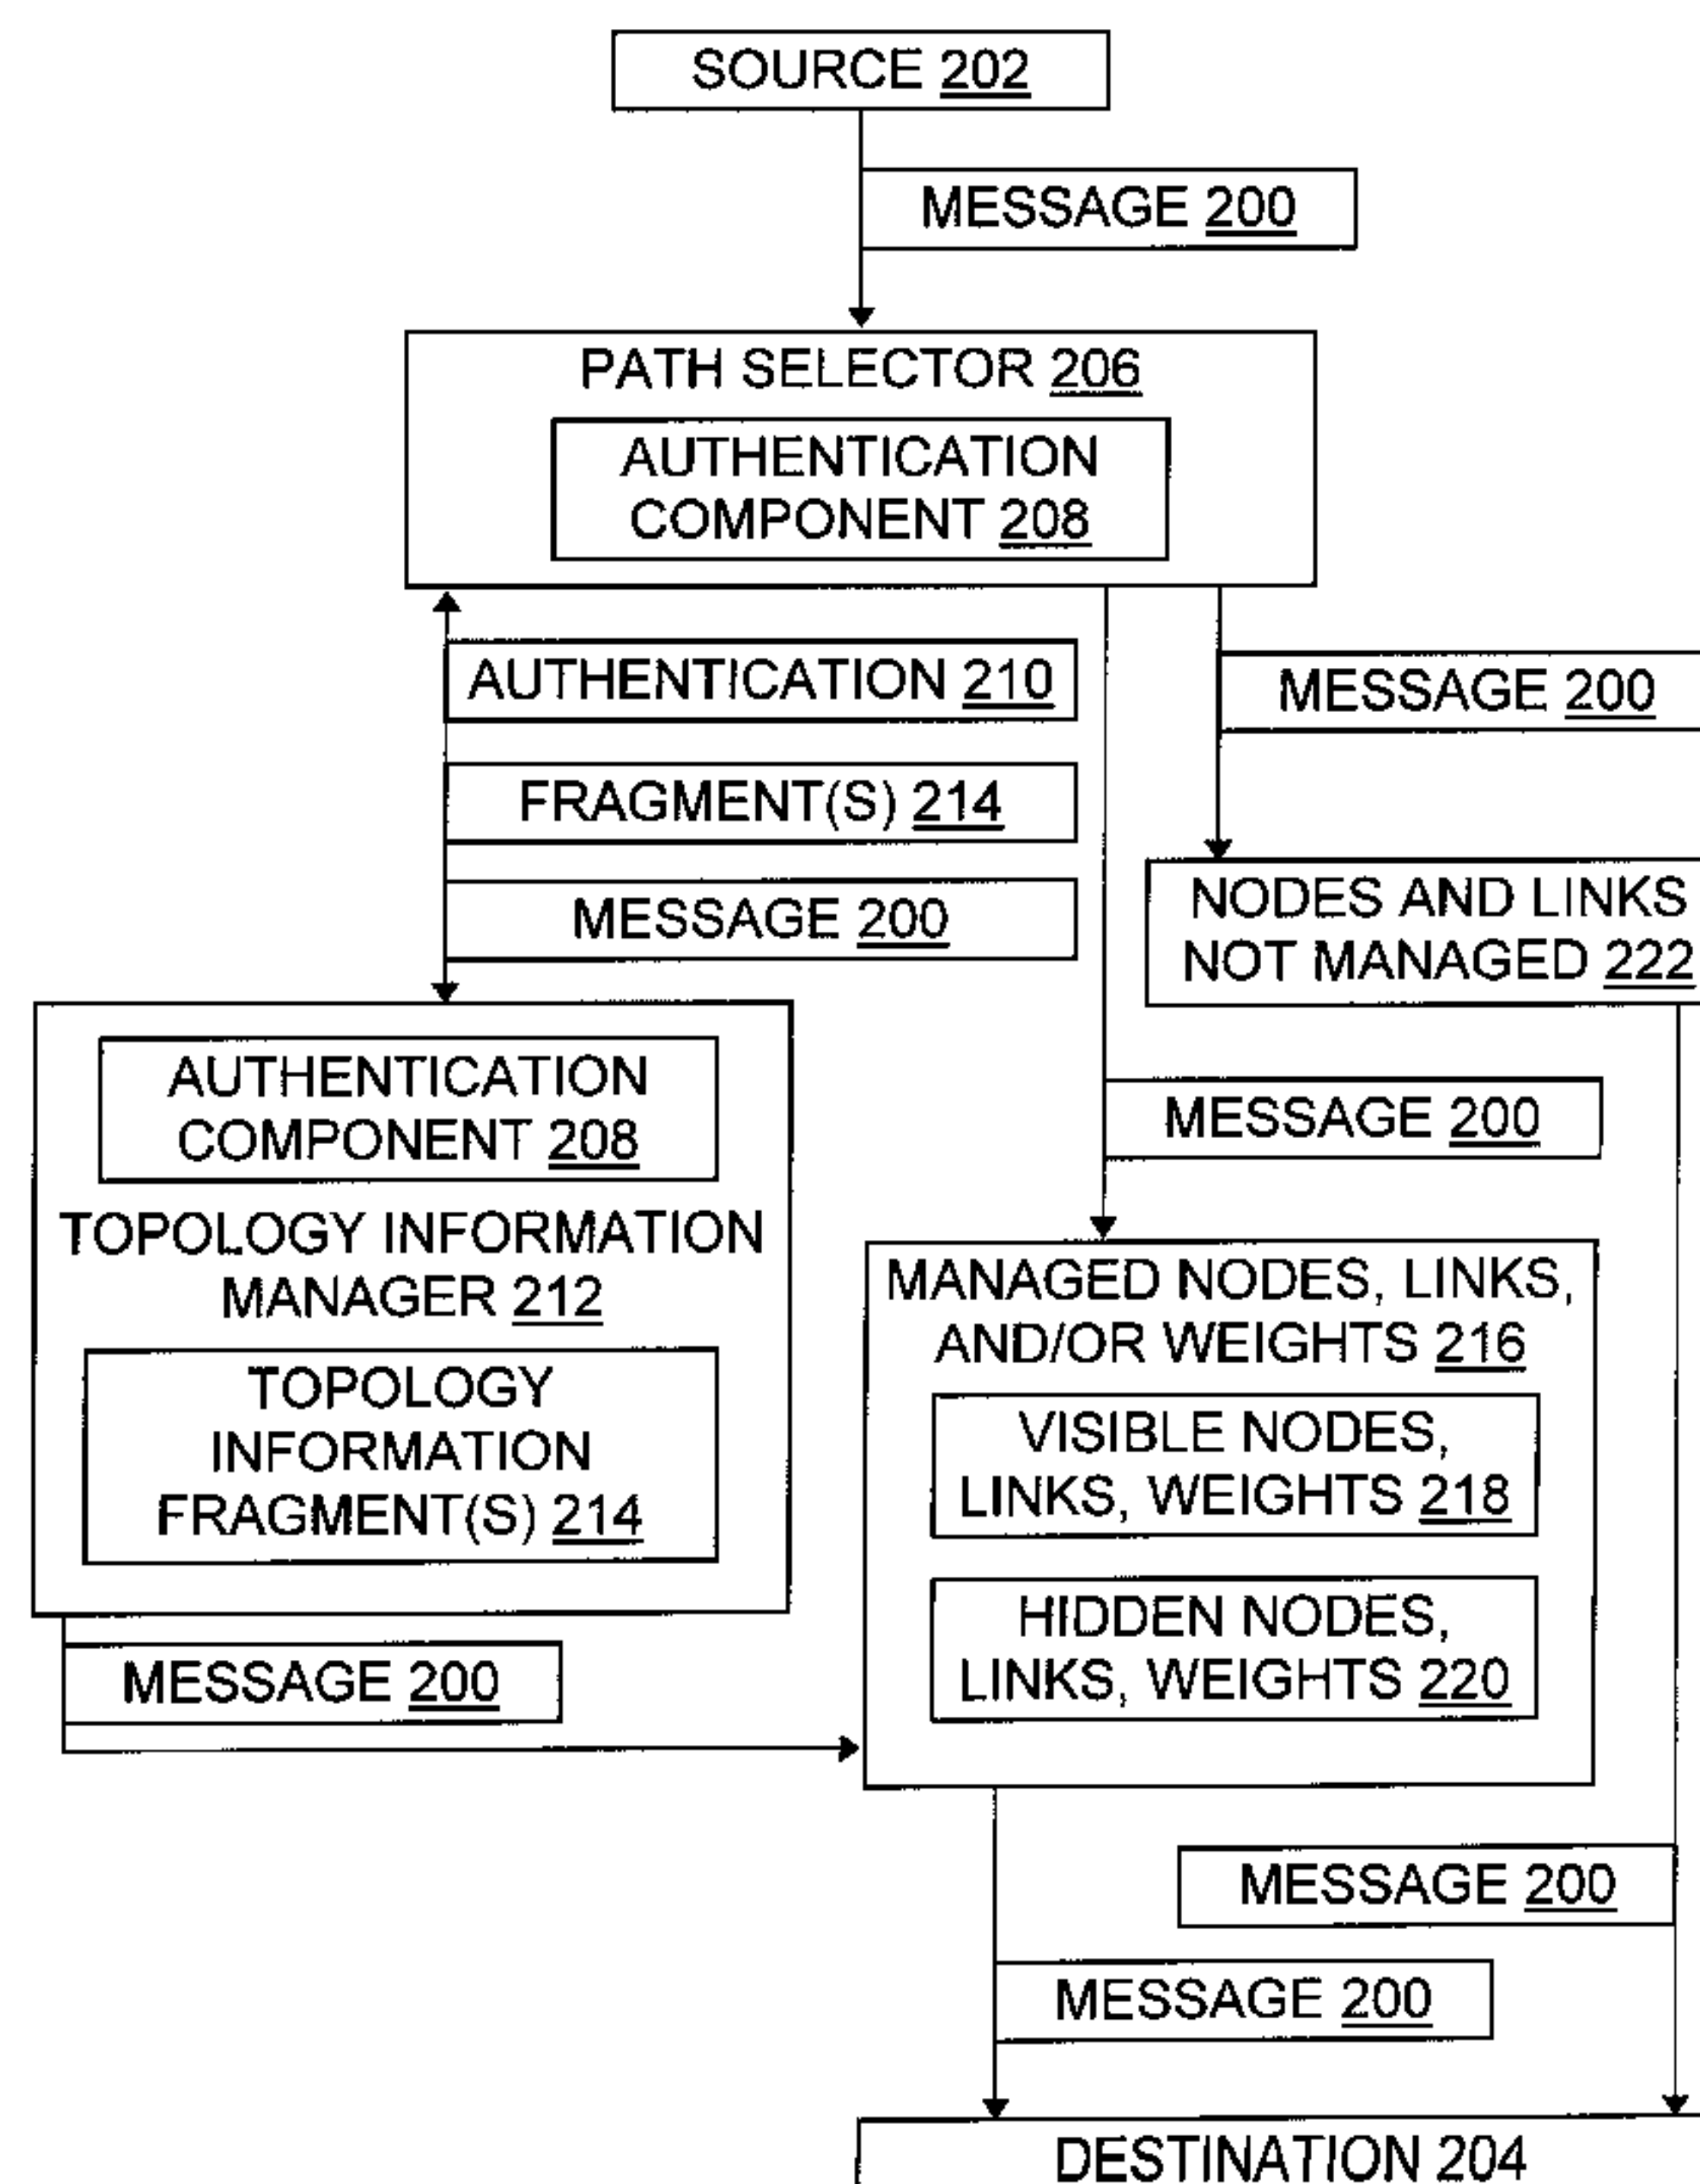 SOURCE 202
MESSAGE 200
PATH SELECTOR 206
AUTHENTICATION
COMPONENT 208
AUTHENTICATION 210
FRAGMENT(S) 214
MESSAGE 200
MESSAGE 200
NODES AND LINKS
NOT MANAGED 222
AUTHENTICATION
COMPONENT 208
TOPOLOGY INFORMATION
MANAGER 212
TOPOLOGY
INFORMATION
FRAGMENT(S) 214
MESSAGE 200
MESSAGE 200
MANAGED NODES, LINKS,
AND/OR WEIGHTS 216
VISIBLE NODES,
LINKS, WEIGHTS 218
HIDDEN NODES,
LINKS, WEIGHTS 220
MESSAGE 200
MESSAGE 200
DESTINATION 204